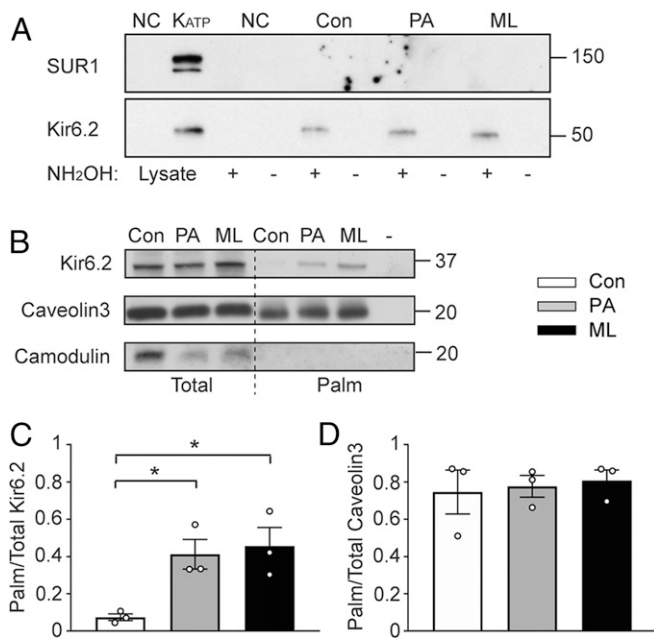 A
NC KATP NC Con PA ML
SUR1
150
Kir6.2
50
NH2OH: Lysate + - + - + - + -
B
Con PA ML Con PA ML -
Kir6.2
37
Caveolin3
20
Camodulin
20
Total Palm
Con
PA
ML
C
Palm/Total Kir6.2
1
0.8
0.6
0.4
0.2
0
*
*
D
Palm/Total Caveolin3
1
0.8
0.6
0.4
0.2
0